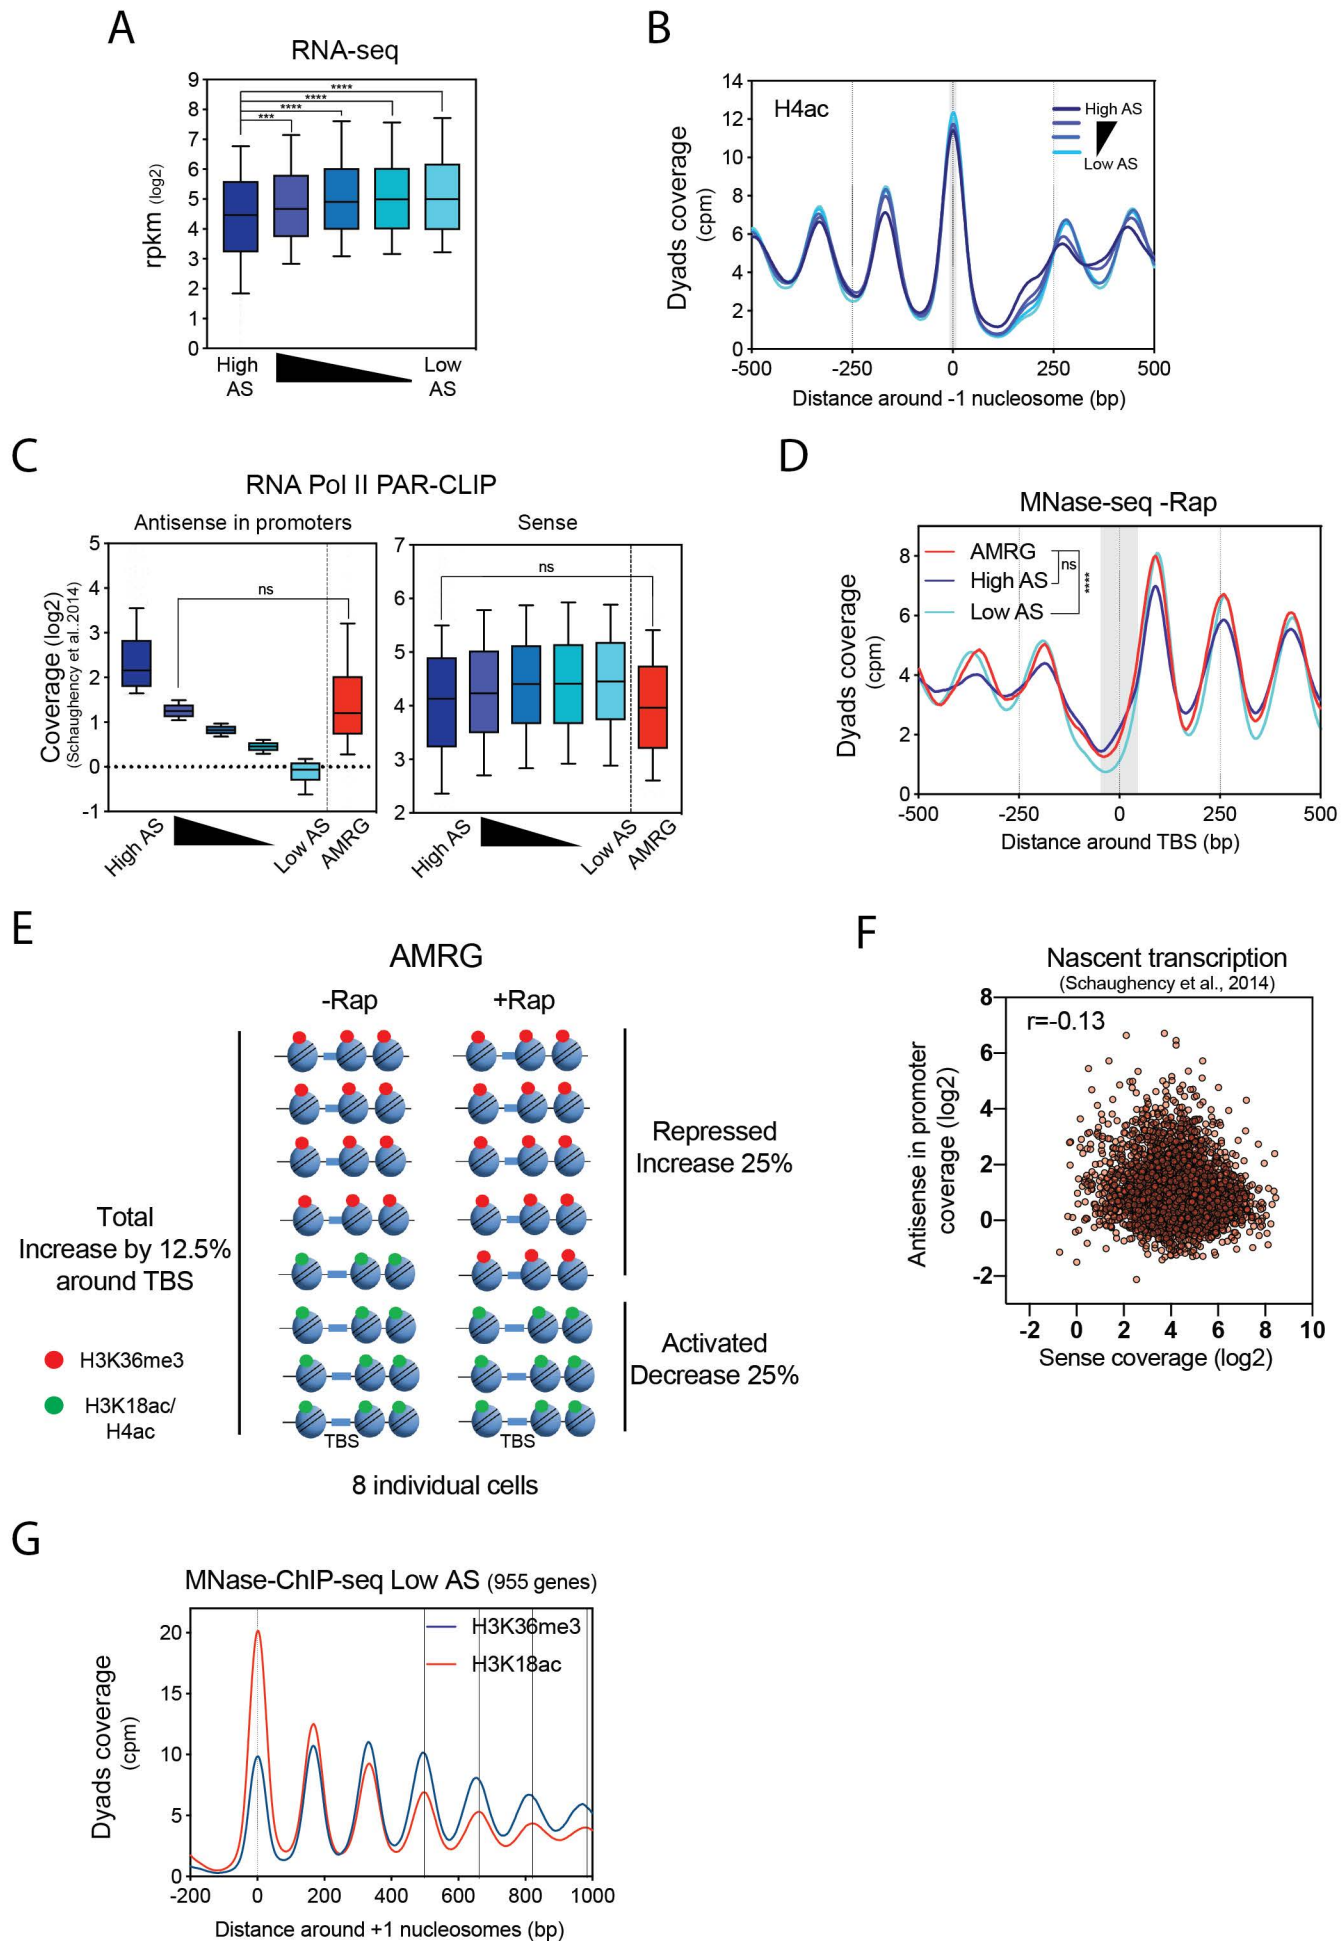 A
RNA-seq
rpkm (log2)
9
8
7
6
5
4
3
2
1
0
****
****
****
***
High
AS
Low
AS
B
H4ac
High AS
Low AS
Dyads coverage
(cpm)
14
12
10
8
6
4
2
0
-500
-250
0
250
500
Distance around -1 nucleosome (bp)
C
RNA Pol II PAR-CLIP
Antisense in promoters
Sense
Coverage (log2)
(Schaughency et al..2014)
5
4
3
2
1
0
-1
ns
High AS
Low AS
AMRG
7
6
5
4
3
2
ns
High AS
Low AS
AMRG
D
MNase-seq -Rap
AMRG
High AS
Low AS
ns
****
Dyads coverage
(cpm)
8
6
4
2
0
-500
-250
0
250
500
Distance around TBS (bp)
E
AMRG
-Rap
+Rap
Total
Increase by 12.5%
around TBS
H3K36me3
H3K18ac/
H4ac
Repressed
Increase 25%
Activated
Decrease 25%
TBS
TBS
8 individual cells
F
Nascent transcription
(Schaughency et al., 2014)
r=-0.13
Antisense in promoter
coverage (log2)
8
6
4
2
0
-2
-2
0
2
4
6
8
10
Sense coverage (log2)
G
MNase-ChIP-seq Low AS (955 genes)
H3K36me3
H3K18ac
Dyads coverage
(cpm)
20
15
10
5
0
-200
0
200
400
600
800
1000
Distance around +1 nucleosomes (bp)